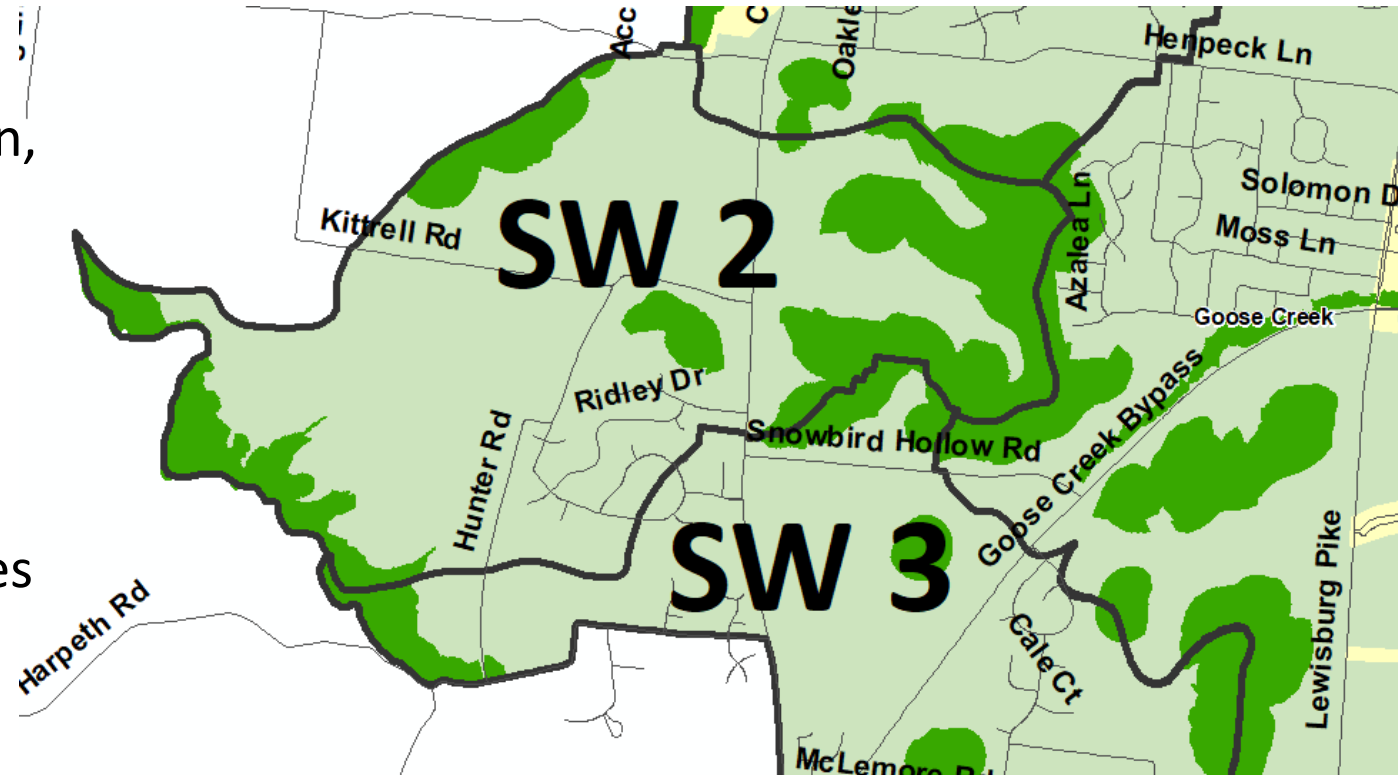 Acc
C
Oakle
Henpeck Ln
n,
Solomon D
Kittrell Rd
SW 2
Azalea Ln
Moss Ln
Goose Creek
Ridley Dr
Goose Creek Bypass
Hunter Rd
Snowbird Hollow Rd
SW 3
es
Harpeth Rd
Cale Ct
Lewisburg Pike
McLemore Rd